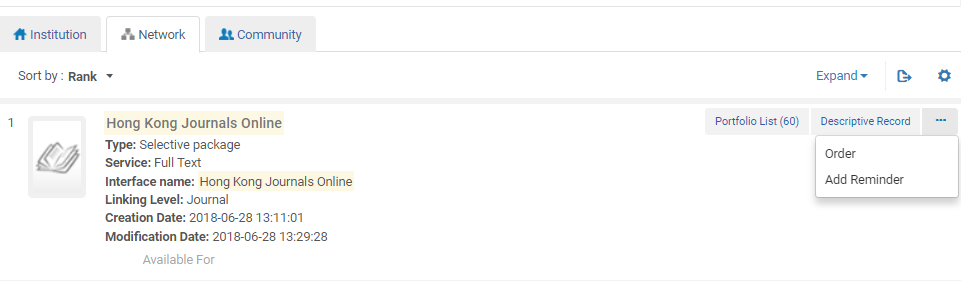 Institution Network Community
Sort by : Rank Expand
1 Hong Kong Journals Online Portfolio List (60) Descriptive Record ...
Type: Selective package
Service: Full Text
Interface name: Hong Kong Journals Online
Linking Level: Journal
Creation Date: 2018-06-28 13:11:01
Modification Date: 2018-06-28 13:29:28
Available For
Order
Add Reminder